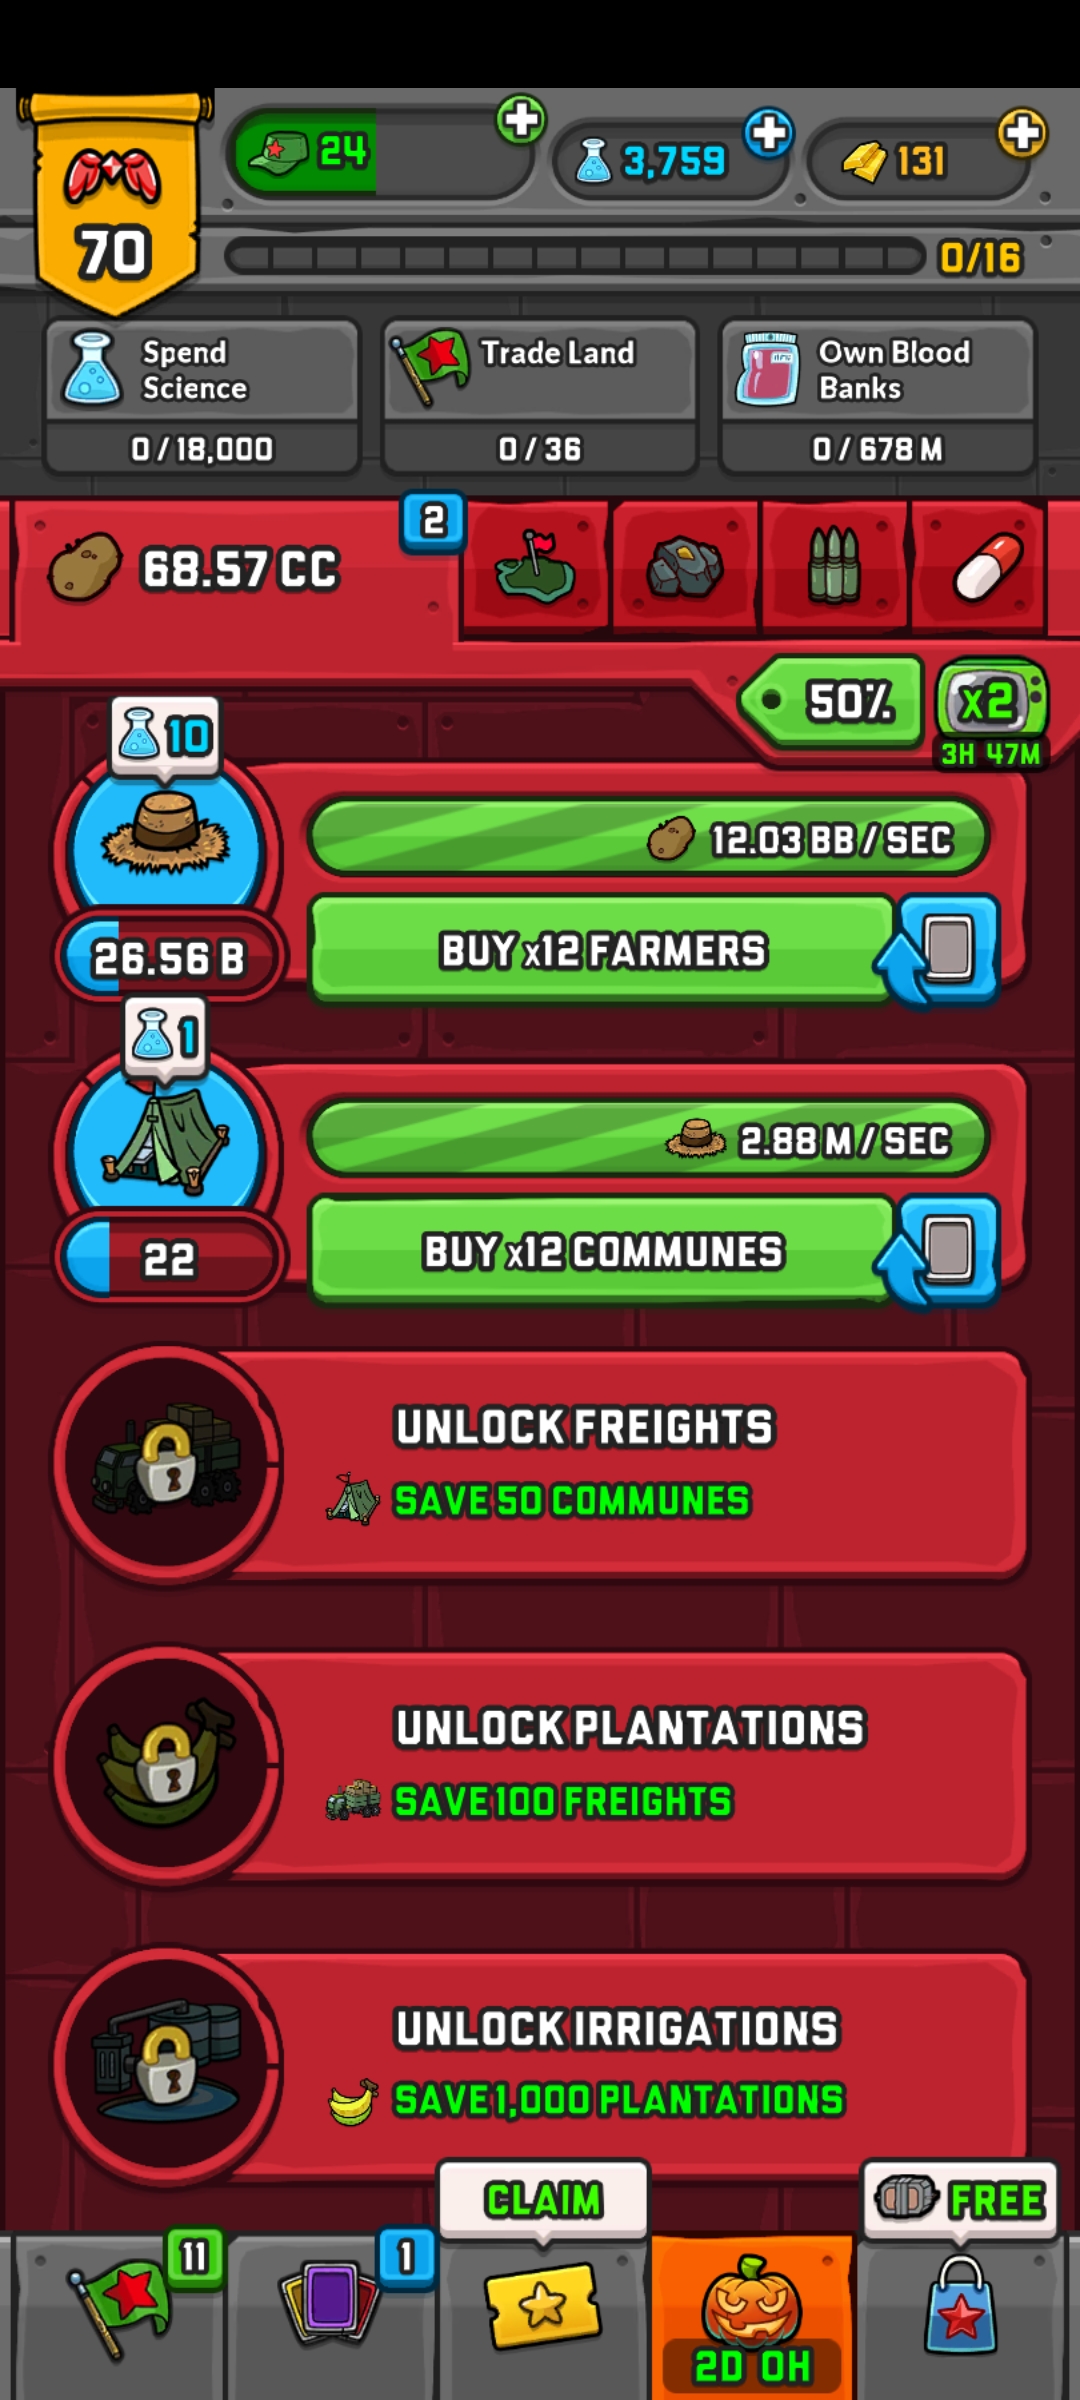 24
3,759
131
70
0/16
Spend
Science
0/18,000
Trade Land
0/36
Own Blood
Banks
0/678 M
68.57 CC
2
50%
x2
3H 47M
10
12.03 BB/SEC
26.56 B
BUY x12 FARMERS
1
2.88 M/SEC
22
BUY x12 COMMUNES
UNLOCK FREIGHTS
SAVE 50 COMMUNES
UNLOCK PLANTATIONS
SAVE 100 FREIGHTS
UNLOCK IRRIGATIONS
SAVE 1,000 PLANTATIONS
CLAIM
FREE
11
1
2D 0H